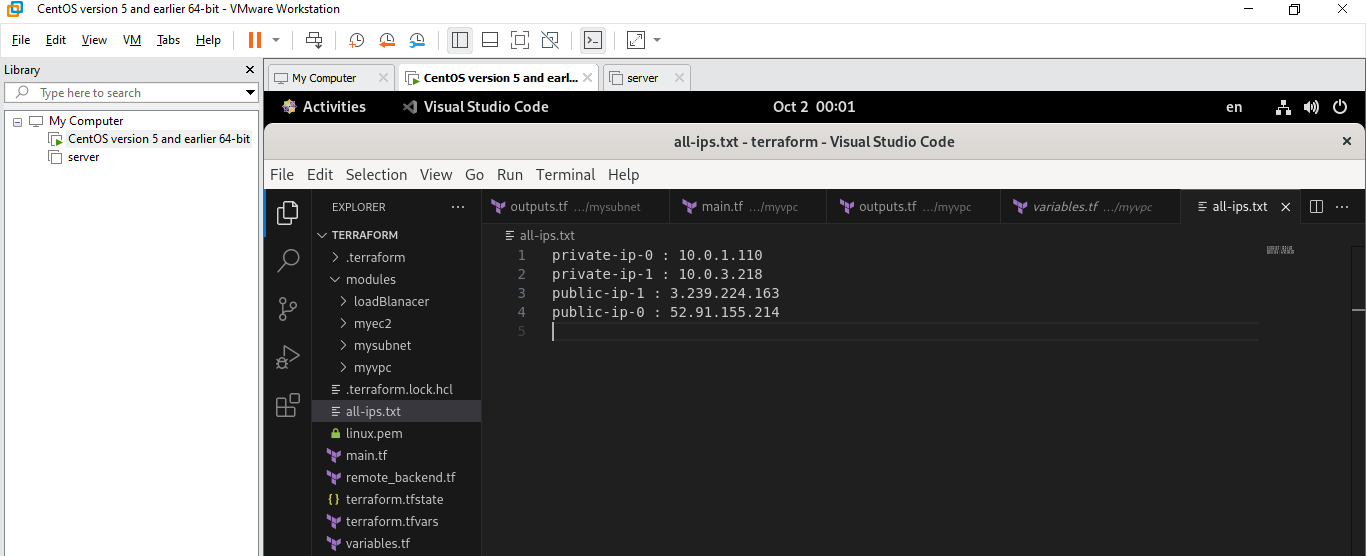 CentOS version 5 and earlier 64-bit - VMware Workstation
File Edit View VM Tabs Help
Library
Type here to search
My Computer
CentOS version 5 and earlier 64-bit
server
My Computer
CentOS version 5 and earl...
server
Activities
Visual Studio Code
Oct 2 00:01
en
all-ips.txt - terraform - Visual Studio Code
File Edit Selection View Go Run Terminal Help
EXPLORER
TERRAFORM
.terraform
modules
loadBlanacer
myec2
mysubnet
myvpc
.terraform.lock.hcl
all-ips.txt
linux.pem
main.tf
remote_backend.tf
terraform.tfstate
terraform.tfvars
variables.tf
outputs.tf .../mysubnet
main.tf .../myvpc
outputs.tf .../myvpc
variables.tf .../myvpc
all-ips.txt
all-ips.txt
1 private-ip-0 : 10.0.1.110
2 private-ip-1 : 10.0.3.218
3 public-ip-1 : 3.239.224.163
4 public-ip-0 : 52.91.155.214
5